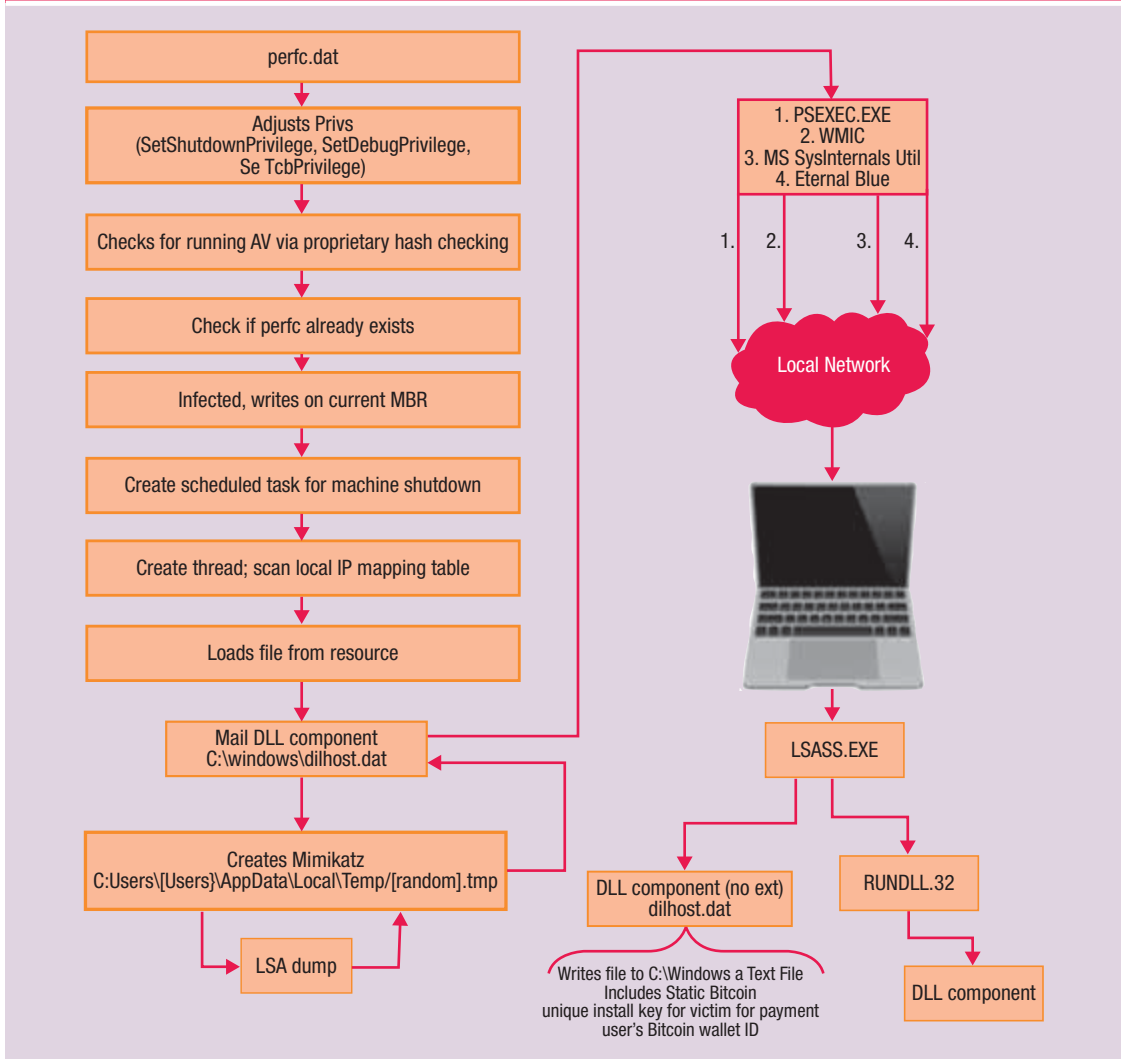 perfc.dat
Adjusts Privs
(SetShutdownPrivilege, SetDebugPrivilege,
Se TcbPrivilege)
Checks for running AV via proprietary hash checking
Check if perfc already exists
Infected, writes on current MBR
Create scheduled task for machine shutdown
Create thread; scan local IP mapping table
Loads file from resource
Mail DLL component
C:\windows\dilhost.dat
Creates Mimikatz
C:Users\[Users}\AppData\Local\Temp/[random].tmp
LSA dump
1. PSEXEC.EXE
2. WMIC
3. MS SysInternals Util
4. Eternal Blue
1.
2.
3.
4.
Local Network
LSASS.EXE
DLL component (no ext)
dilhost.dat
Writes file to C:\Windows a Text File
Includes Static Bitcoin
unique install key for victim for payment
user's Bitcoin wallet ID
RUNDLL.32
DLL component